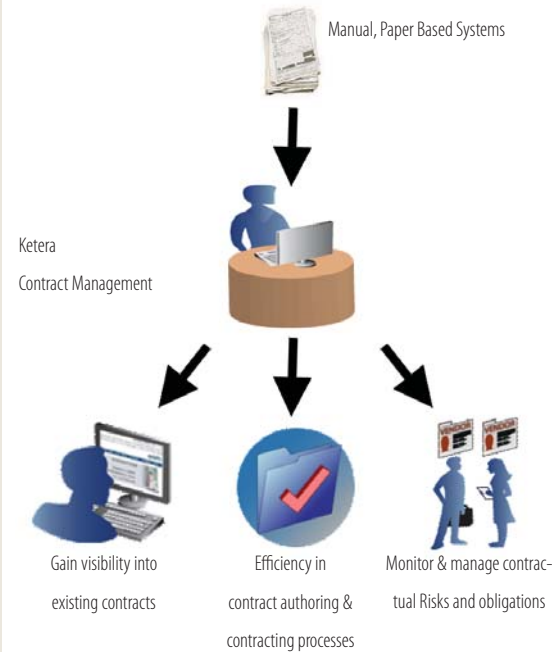 Manual, Paper Based Systems
Ketera
Contract Management
VENDOR
VENDOR
Gain visibility into
existing contracts
Efficiency in
contract authoring &
contracting processes
Monitor & manage contrac-
tual Risks and obligations